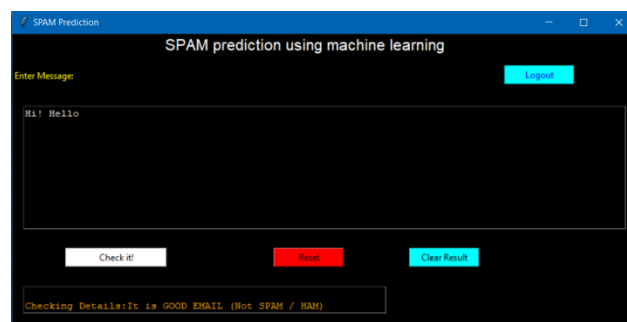 SPAM Prediction
SPAM prediction using machine learning
Enter Message:
Logout
Hi! Hello
Check it!
Reset
Clear Result
Checking Details:It is GOOD EMAIL (Not SPAM / HAM)